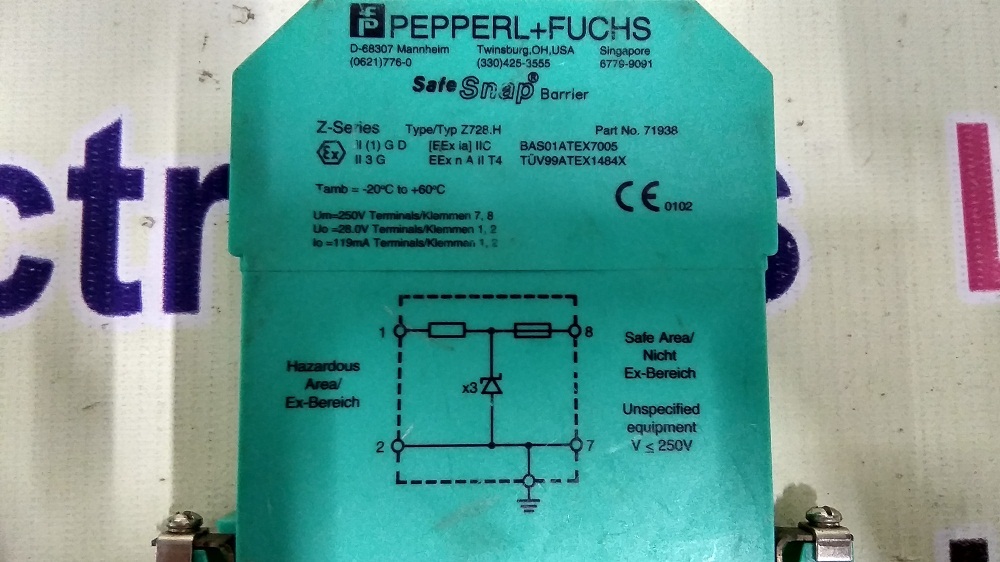 PEPPERL+FUCHS
D-68307 Mannheim Twinsburg,OH,USA Singapore
(0621)776-0 (330)425-3555 6779-9091
Safe Snap® Barrier
Z-Series Type/Typ Z728.H Part No. 71938
Ex II (1) G D [EEx ia] IIC BAS01ATEX7005
II 3 G EEx n A II T4 TÜV99ATEX1484X
Tamb = -20°C to +60°C
CE 0102
Um=250V Terminals/Klemmen 7, 8
Uo =28.0V Terminals/Klemmen 1, 2
Io =119mA Terminals/Klemmen 1, 2
1
8
Hazardous
Area/
Ex-Bereich
x3
Safe Area/
Nicht
Ex-Bereich
Unspecified
equipment
V ≤ 250V
2
7